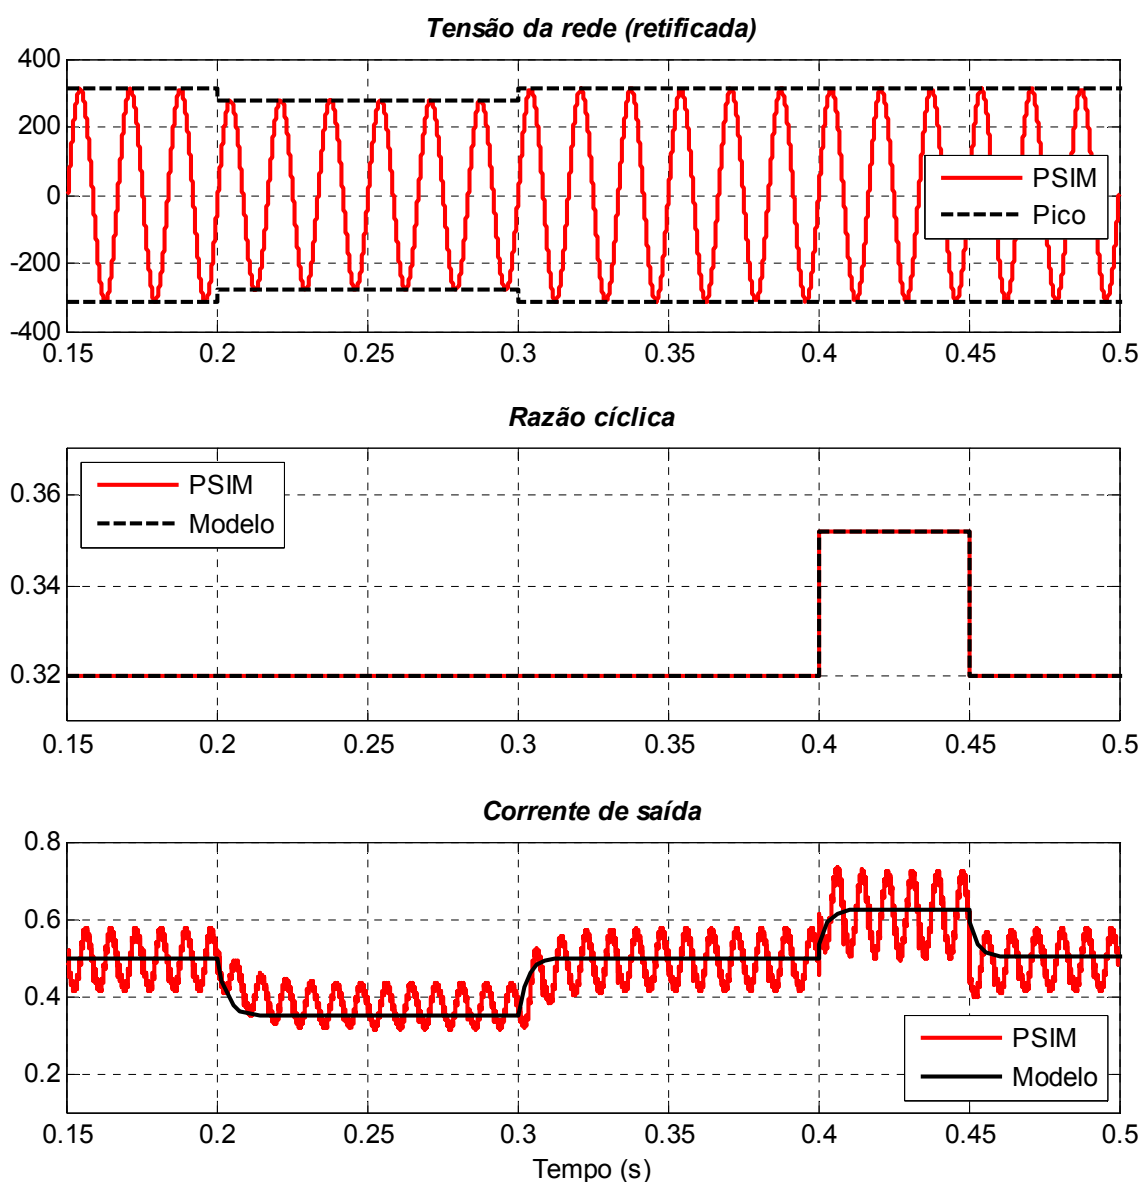 Tensão da rede (retificada)
400
200
0
-200
-400
PSIM
Pico
0.15 0.2 0.25 0.3 0.35 0.4 0.45 0.5
Razão cíclica
0.36
0.34
0.32
PSIM
Modelo
0.15 0.2 0.25 0.3 0.35 0.4 0.45 0.5
Corrente de saída
0.8
0.6
0.4
0.2
PSIM
Modelo
0.15 0.2 0.25 0.3 0.35 0.4 0.45 0.5
Tempo (s)